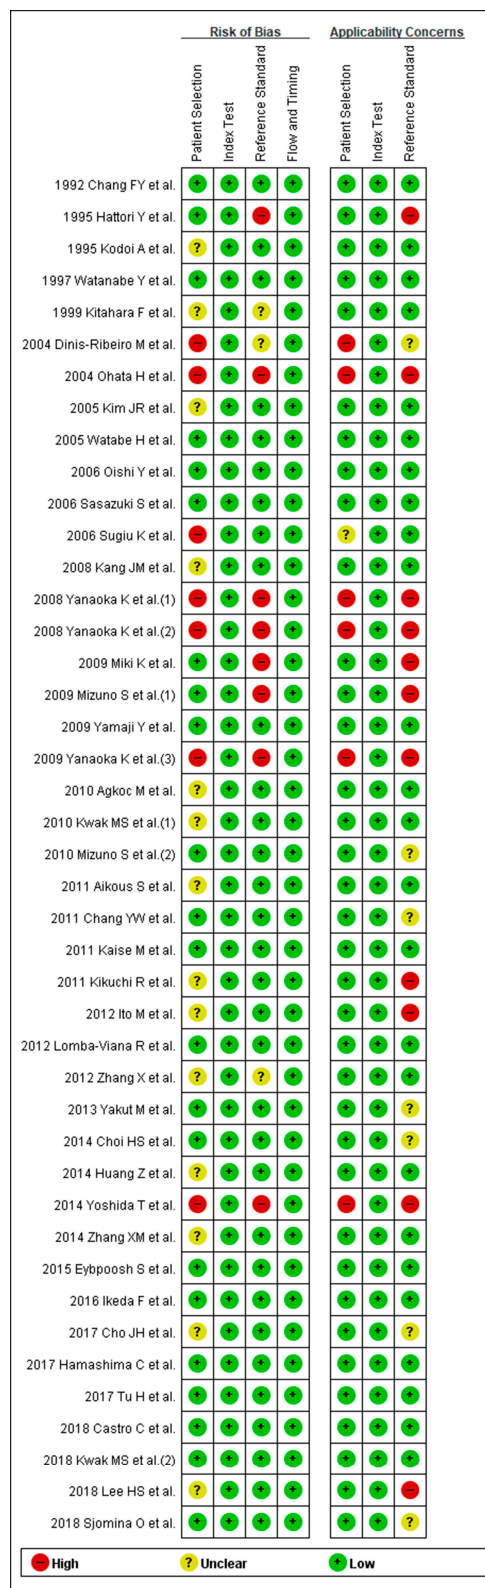 Risk of Bias Applicability Concerns
Patient Selection Index Test Reference Standard Flow and Timing Patient Selection Index Test Reference Standard
1992 Chang FY et al. + + + + + + +
1995 Hattori Y et al. + + – + + + –
1995 Kodoi A et al. ? + + + + + +
1997 Watanabe Y et al. + + + + + + +
1999 Kitahara F et al. ? + ? + + + +
2004 Dinis-Ribeiro M et al. – + ? + – + ?
2004 Ohata H et al. – + – + – + –
2005 Kim JR et al. ? + + + + + +
2005 Watabe H et al. + + + + + + +
2006 Oishi Y et al. + + + + + + +
2006 Sasazuki S et al. + + + + + + +
2006 Sugiu K et al. – + + + ? + +
2008 Kang JM et al. ? + + + + + +
2008 Yanaoka K et al.(1) – + – + – + –
2008 Yanaoka K et al.(2) – + – + – + –
2009 Miki K et al. + + – + + + –
2009 Mizuno S et al.(1) + + – + + + –
2009 Yamaji Y et al. + + + + + + +
2009 Yanaoka K et al.(3) – + – + – + –
2010 Agkoc M et al. ? + + + + + +
2010 Kwak MS et al.(1) ? + + + + + +
2010 Mizuno S et al.(2) + + + + + + ?
2011 Aikous S et al. ? + + + + + +
2011 Chang YW et al. + + + + + + ?
2011 Kaise M et al. + + + + + + +
2011 Kikuchi R et al. ? + + + + + –
2012 Ito M et al. ? + + + + + –
2012 Lomba-Viana R et al. + + + + + + +
2012 Zhang X et al. ? + ? + + + +
2013 Yakut M et al. + + + + + + ?
2014 Choi HS et al. + + + + + + ?
2014 Huang Z et al. ? + + + + + +
2014 Yoshida T et al. – + – + – + –
2014 Zhang XM et al. ? + + + + + +
2015 Eybpoosh S et al. + + + + + + +
2016 Ikeda F et al. + + + + + + +
2017 Cho JH et al. ? + + + + + ?
2017 Hamashima C et al. + + + + + + +
2017 Tu H et al. + + + + + + +
2018 Castro C et al. + + + + + + +
2018 Kwak MS et al.(2) + + + + + + +
2018 Lee HS et al. ? + + + + + –
2018 Sjomina O et al. + + + + + + ?
– High ? Unclear + Low